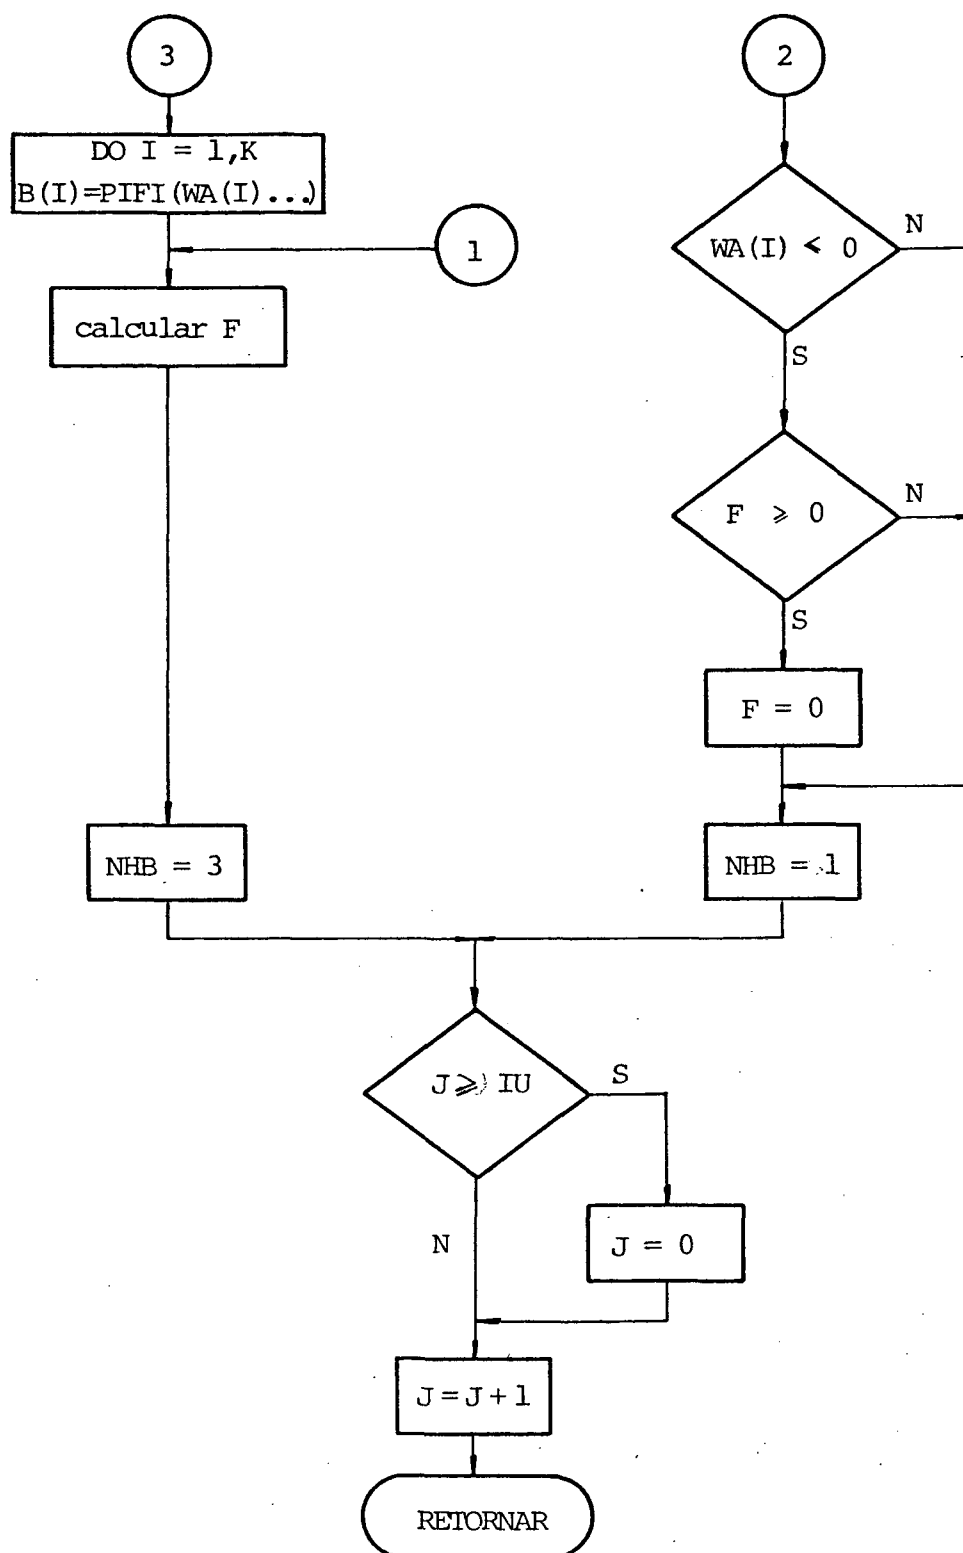 3
DO I = 1,K
B(I)=PIFI(WA(I)...)
1
calcular F
NHB = 3
2
WA(I) < 0
N
S
F ⩾ 0
N
S
F = 0
NHB = 1
J ⩾ IU
S
N
J = 0
J=J+1
RETORNAR